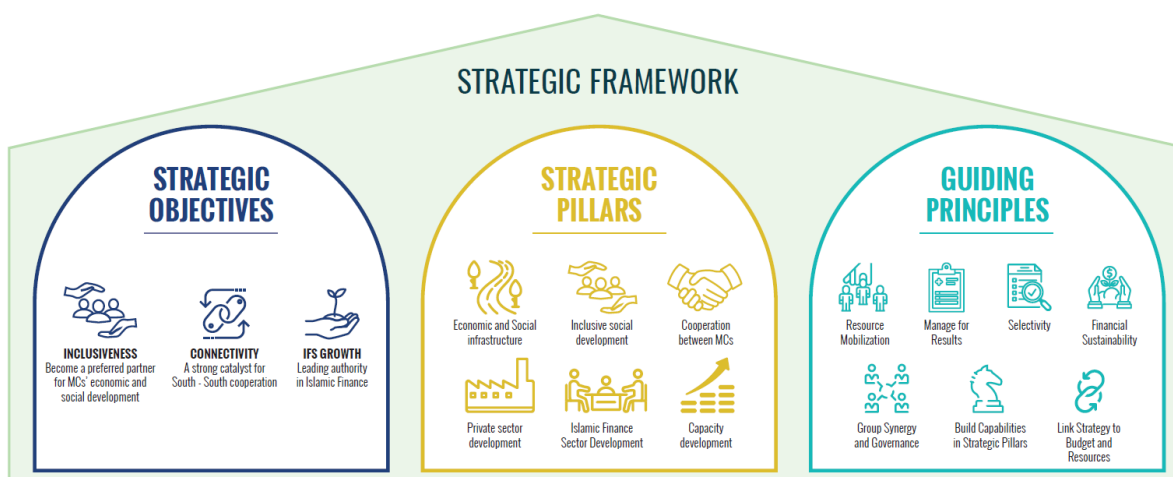 STRATEGIC FRAMEWORK
STRATEGIC
OBJECTIVES
INCLUSIVENESS
Become a preferred partner
for MCs' economic and
social development
CONNECTIVITY
A strong catalyst for
South - South cooperation
IFS GROWTH
Leading authority
in Islamic Finance
STRATEGIC
PILLARS
Economic and Social
infrastructure
Inclusive social
development
Cooperation
between MCs
Private sector
development
Islamic Finance
Sector Development
Capacity
development
GUIDING
PRINCIPLES
Resource
Mobilization
Manage for
Results
Selectivity
Financial
Sustainability
Group Synergy
and Governance
Build Capabilities
in Strategic Pillars
Link Strategy to
Budget and
Resources